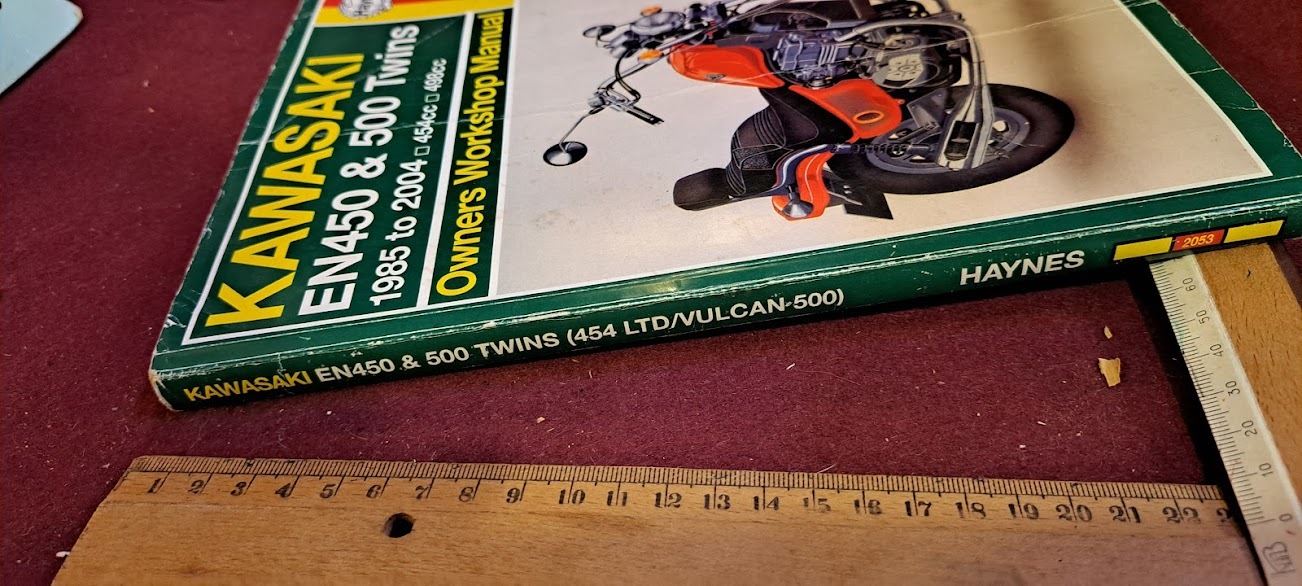 KAWASAKI
EN450 & 500 Twins
1985 to 2004 □ 454cc □ 498cc
Owners Workshop Manual
KAWASAKI EN450 & 500 TWINS (454 LTD/VULCAN-500)
HAYNES
2053
60
50
40
30
20
10
0
1 2 3 4 5 6 7 8 9 10 11 12 13 14 15 16 17 18 19 20 21 22